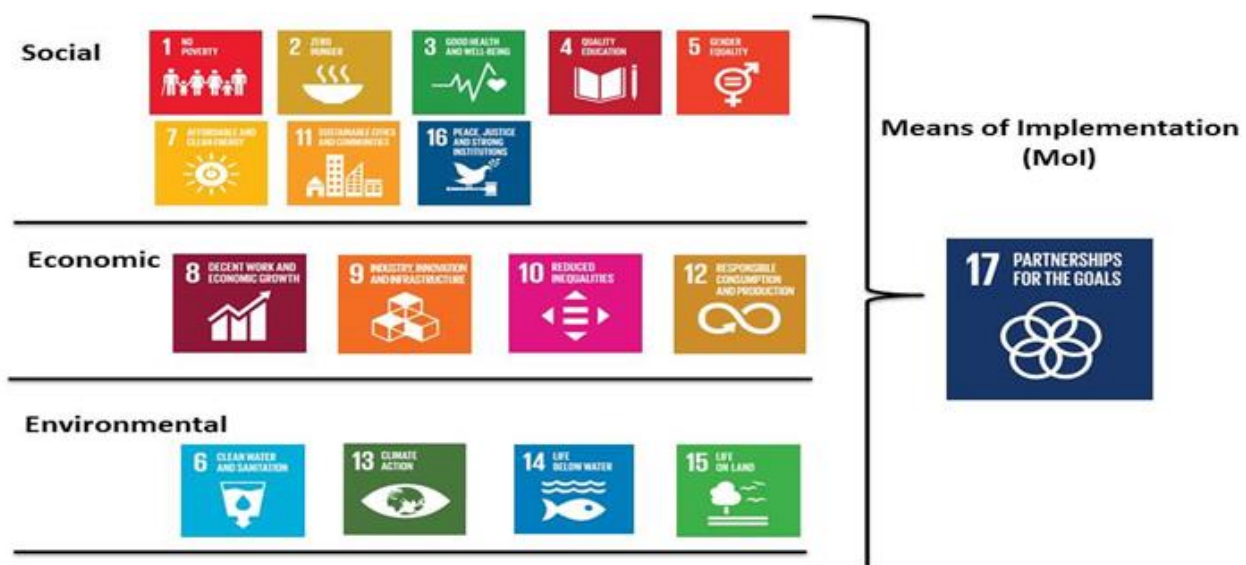 Social
1 NO
POVERTY
2 ZERO
HUNGER
3 GOOD HEALTH
AND WELL-BEING
4 QUALITY
EDUCATION
5 GENDER
EQUALITY
7 AFFORDABLE AND
CLEAN ENERGY
11 SUSTAINABLE CITIES
AND COMMUNITIES
16 PEACE, JUSTICE
AND STRONG
INSTITUTIONS
Economic
8 DECENT WORK AND
ECONOMIC GROWTH
9 INDUSTRY, INNOVATION
AND INFRASTRUCTURE
10 REDUCED
INEQUALITIES
12 RESPONSIBLE
CONSUMPTION
AND PRODUCTION
Environmental
6 CLEAN WATER
AND SANITATION
13 CLIMATE
ACTION
14 LIFE
BELOW WATER
15 LIFE
ON LAND
Means of Implementation
(MoI)
17 PARTNERSHIPS
FOR THE GOALS